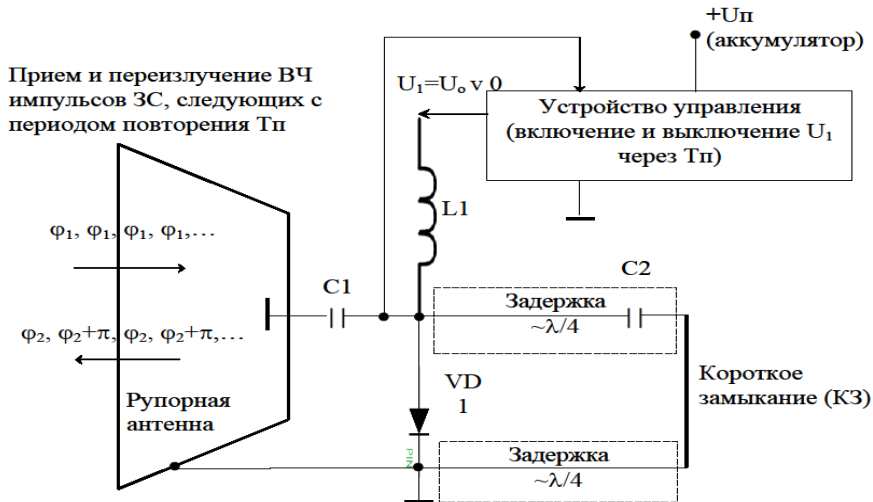 +Uп
(аккумулятор)
Прием и переизлучение ВЧ
импульсов ЗС, следующих с
периодом повторения Тп
U₁=Uₒ v 0
Устройство управления
(включение и выключение U₁
через Тп)
L1
φ₁, φ₁, φ₁, φ₁,...
C1
C2
Задержка
~λ/4
φ₂, φ₂+π, φ₂, φ₂+π,...
VD
1
Короткое
замыкание (КЗ)
Рупорная
антенна
PIN
Задержка
~λ/4